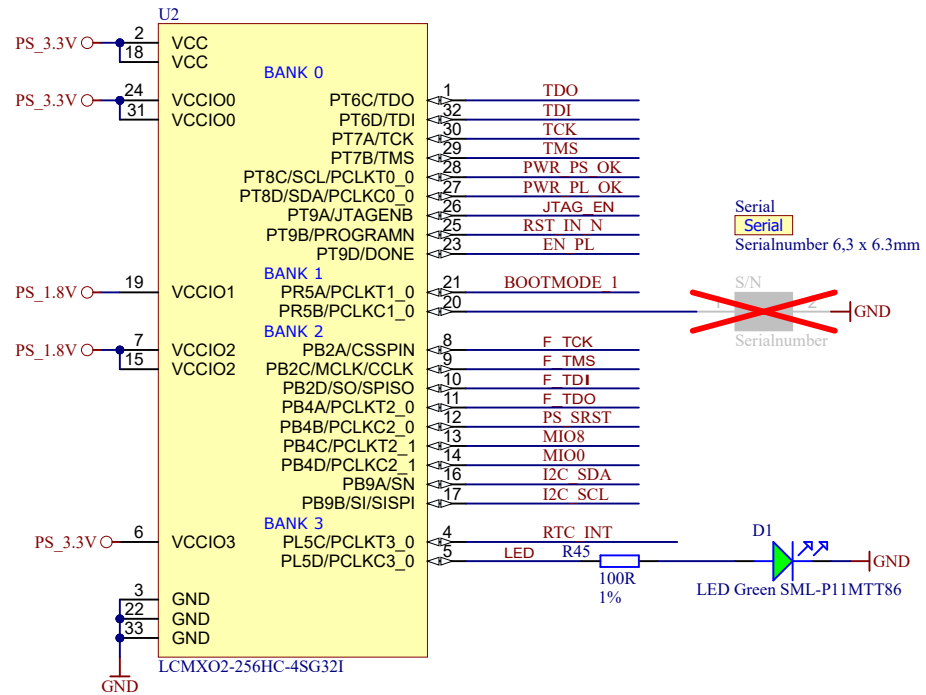 U2
PS_3.3V 2 VCC
18 VCC
BANK 0
PS_3.3V 24 VCCIO0 PT6C/TDO 1 TDO
31 VCCIO0 PT6D/TDI 32 TDI
PT7A/TCK 30 TCK
PT7B/TMS 29 TMS
PT8C/SCL/PCLKT0_0 28 PWR_PS_OK
PT8D/SDA/PCLKC0_0 27 PWR_PL_OK
PT9A/JTAGENB 26 JTAG_EN
PT9B/PROGRAMN 25 RST_IN_N
PT9D/DONE 23 EN_PL
Serial
Serial
Serialnumber 6,3 x 6.3mm
BANK 1
PS_1.8V 19 VCCIO1 PR5A/PCLKT1_0 21 BOOTMODE_1
PR5B/PCLKC1_0 20
S/N
1 2 GND
Serialnumber
BANK 2
PS_1.8V 7 VCCIO2 PB2A/CSSPIN 8 F_TCK
15 VCCIO2 PB2C/MCLK/CCLK 9 F_TMS
PB2D/SO/SPISO 10 F_TDI
PB4A/PCLKT2_0 11 F_TDO
PB4B/PCLKC2_0 12 PS_SRST
PB4C/PCLKT2_1 13 MIO8
PB4D/PCLKC2_1 14 MIO0
PB9A/SN 16 I2C_SDA
PB9B/SI/SISPI 17 I2C_SCL
BANK 3
PS_3.3V 6 VCCIO3 PL5C/PCLKT3_0 4 RTC_INT
PL5D/PCLKC3_0 5 LED R45 D1 GND
100R
1%
LED Green SML-P11MTT86
3 GND
22 GND
33 GND
LCMXO2-256HC-4SG32I
GND